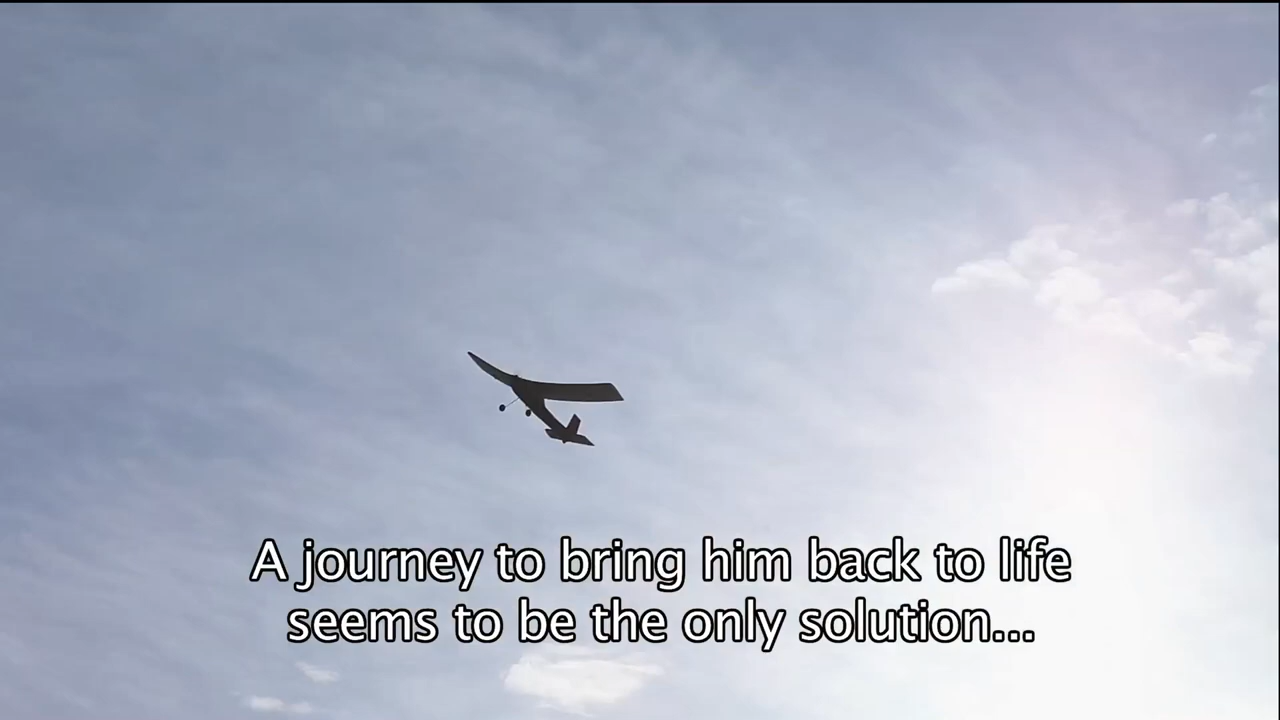 A journey to bring him back to life
seems to be the only solution...